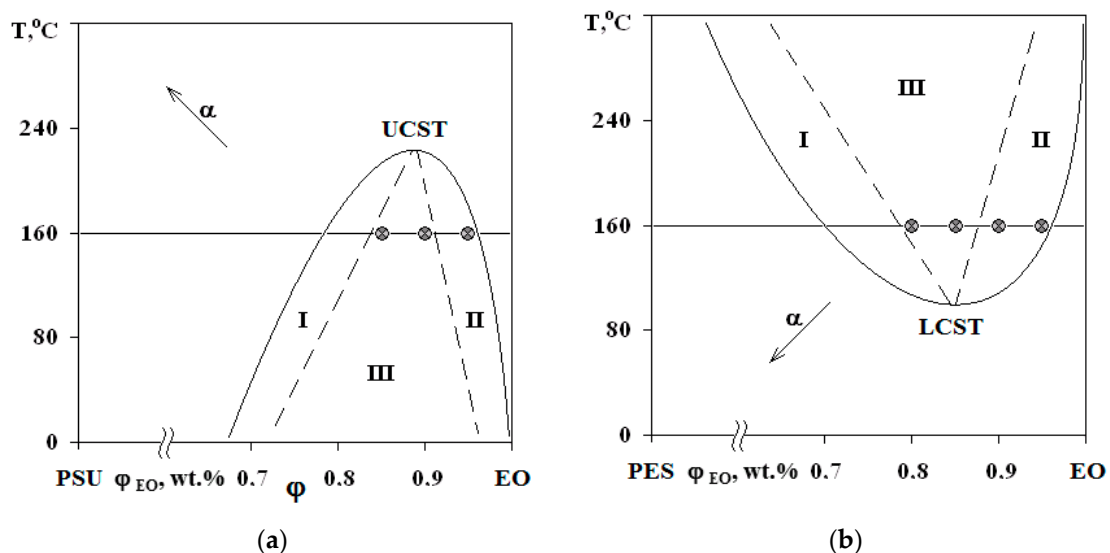 T,°C
240
160
80
0
α
UCST
I
II
III
PSU φ EO, wt.% 0,7 0.8 0.9 EO
φ
(a)
T,°C
240
160
80
0
III
I
II
α
LCST
PES φ EO, wt.% 0.7 0.8 0.9 EO
(b)